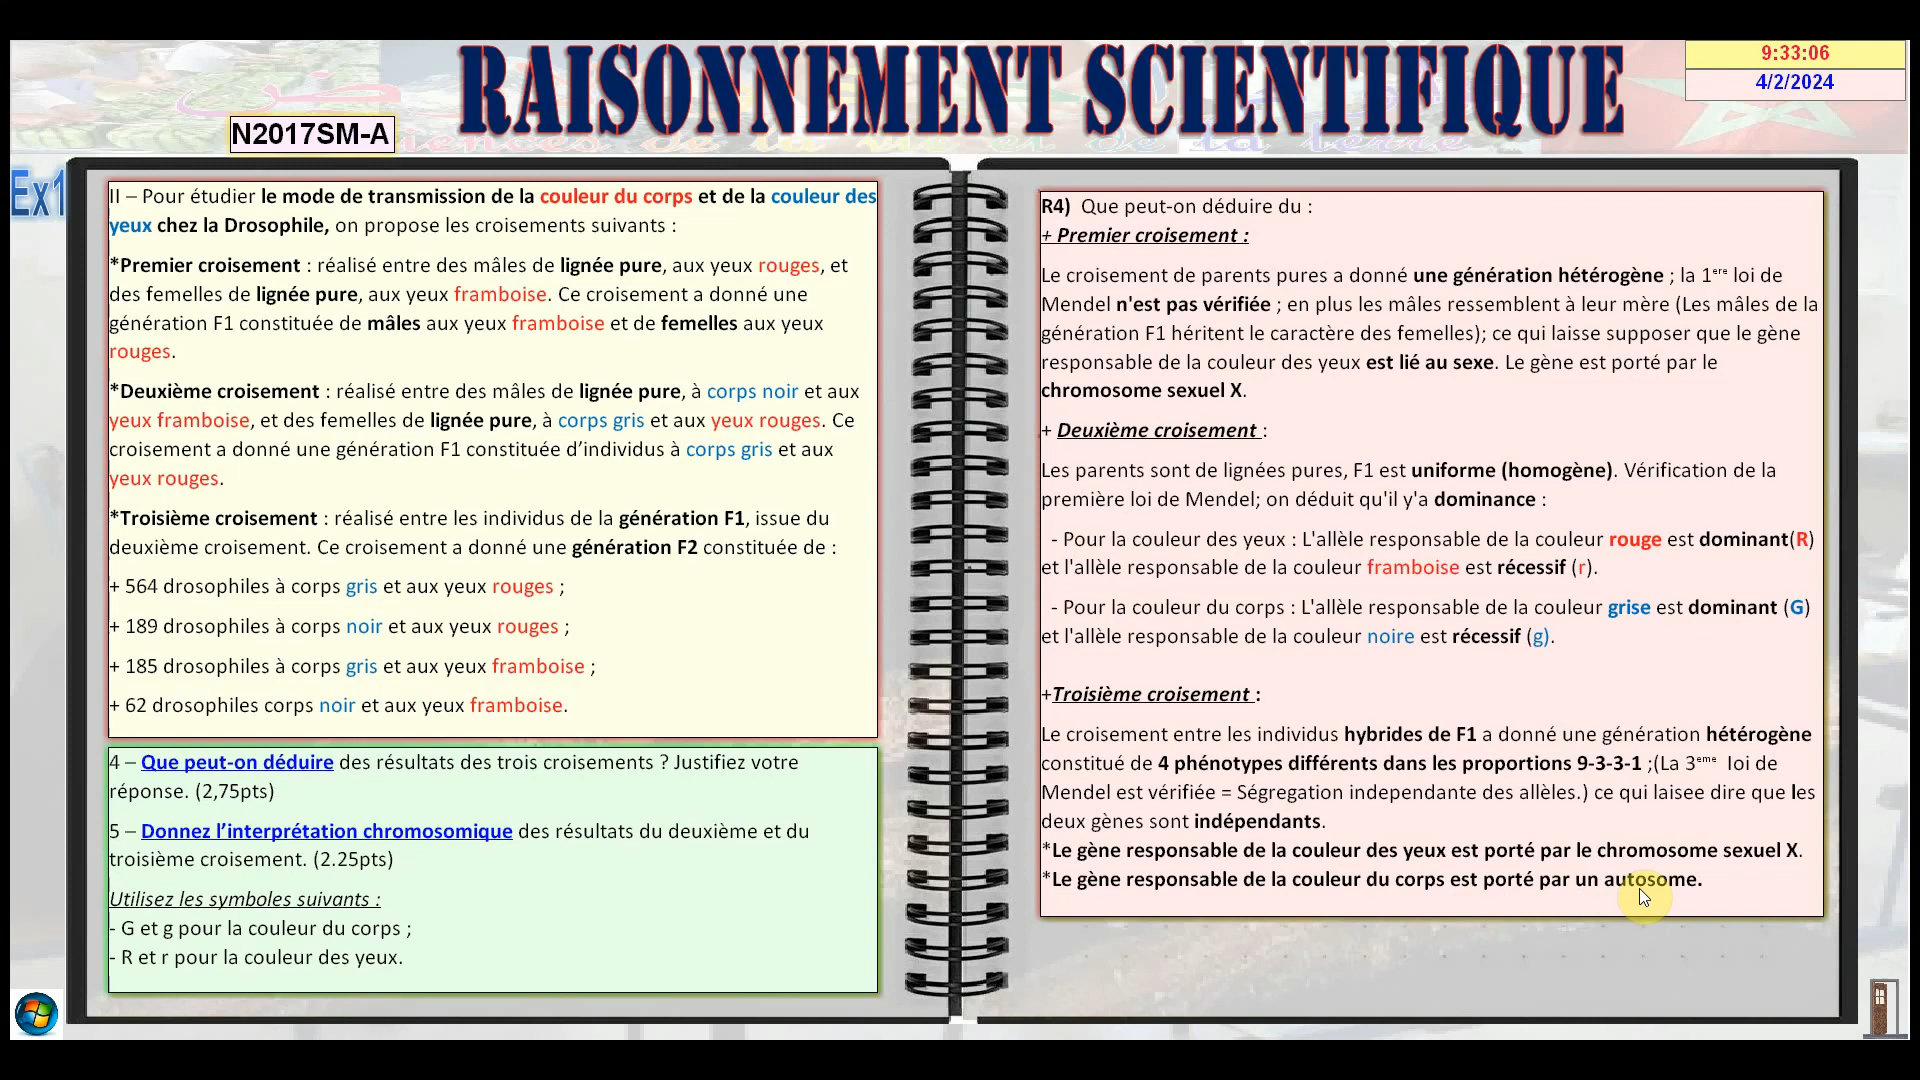 RAISONNEMENT SCIENTIFIQUE
9:33:06
4/2/2024
N2017SM-A
Ex1
II – Pour étudier le mode de transmission de la couleur du corps et de la couleur des
yeux chez la Drosophile, on propose les croisements suivants :
*Premier croisement : réalisé entre des mâles de lignée pure, aux yeux rouges, et
des femelles de lignée pure, aux yeux framboise. Ce croisement a donné une
génération F1 constituée de mâles aux yeux framboise et de femelles aux yeux
rouges.
*Deuxième croisement : réalisé entre des mâles de lignée pure, à corps noir et aux
yeux framboise, et des femelles de lignée pure, à corps gris et aux yeux rouges. Ce
croisement a donné une génération F1 constituée d’individus à corps gris et aux
yeux rouges.
*Troisième croisement : réalisé entre les individus de la génération F1, issue du
deuxième croisement. Ce croisement a donné une génération F2 constituée de :
+ 564 drosophiles à corps gris et aux yeux rouges ;
+ 189 drosophiles à corps noir et aux yeux rouges ;
+ 185 drosophiles à corps gris et aux yeux framboise ;
+ 62 drosophiles corps noir et aux yeux framboise.
4 – Que peut-on déduire des résultats des trois croisements ? Justifiez votre
réponse. (2,75pts)
5 – Donnez l’interprétation chromosomique des résultats du deuxième et du
troisième croisement. (2.25pts)
Utilisez les symboles suivants :
- G et g pour la couleur du corps ;
- R et r pour la couleur des yeux.
R4) Que peut-on déduire du :
+ Premier croisement :
Le croisement de parents pures a donné une génération hétérogène ; la 1ere loi de
Mendel n'est pas vérifiée ; en plus les mâles ressemblent à leur mère (Les mâles de la
génération F1 héritent le caractère des femelles); ce qui laisse supposer que le gène
responsable de la couleur des yeux est lié au sexe. Le gène est porté par le
chromosome sexuel X.
+ Deuxième croisement :
Les parents sont de lignées pures, F1 est uniforme (homogène). Vérification de la
première loi de Mendel; on déduit qu'il y'a dominance :
- Pour la couleur des yeux : L'allèle responsable de la couleur rouge est dominant(R)
et l'allèle responsable de la couleur framboise est récessif (r).
- Pour la couleur du corps : L'allèle responsable de la couleur grise est dominant (G)
et l'allèle responsable de la couleur noire est récessif (g).
+Troisième croisement :
Le croisement entre les individus hybrides de F1 a donné une génération hétérogène
constitué de 4 phénotypes différents dans les proportions 9-3-3-1 ;(La 3eme loi de
Mendel est vérifiée = Ségregation independante des allèles.) ce qui laisee dire que les
deux gènes sont indépendants.
*Le gène responsable de la couleur des yeux est porté par le chromosome sexuel X.
*Le gène responsable de la couleur du corps est porté par un autosome.